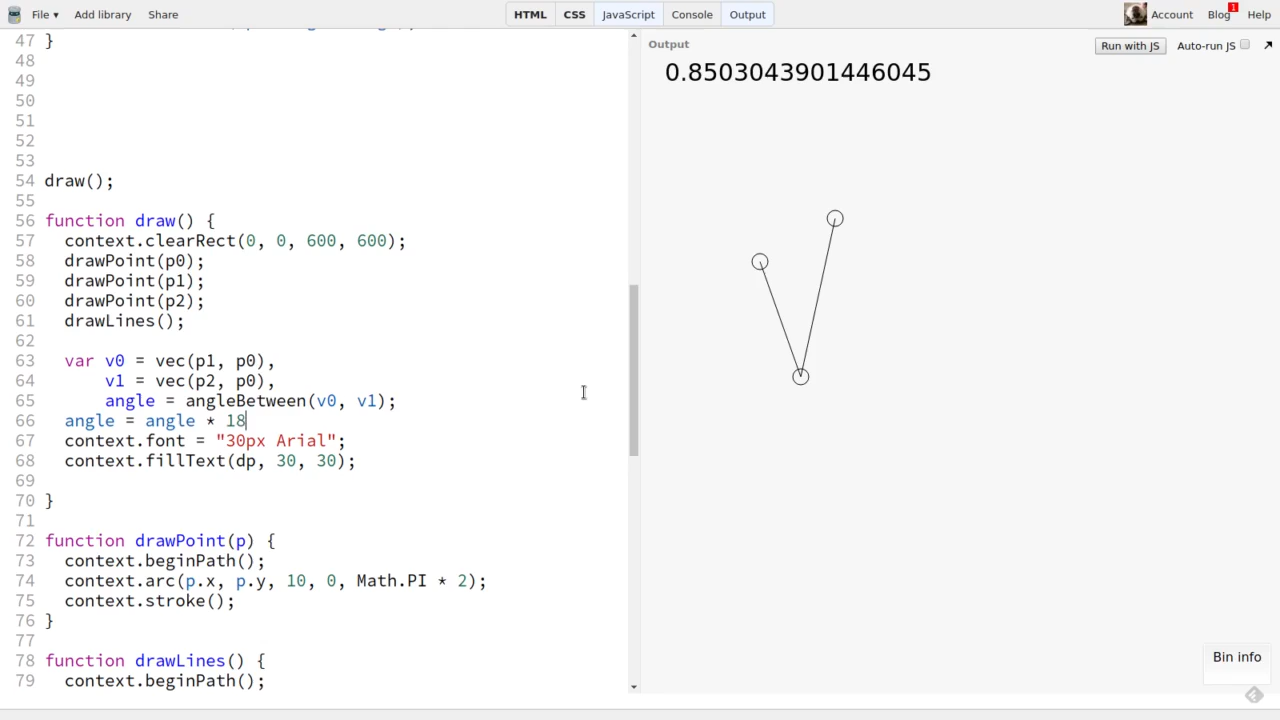 File ▾ Add library Share HTML CSS JavaScript Console Output Account Blog 1 Help
47 }
48
49
50
51
52
53
54 draw();
55
56 function draw() {
57 context.clearRect(0, 0, 600, 600);
58 drawPoint(p0);
59 drawPoint(p1);
60 drawPoint(p2);
61 drawLines();
62
63 var v0 = vec(p1, p0),
64 v1 = vec(p2, p0),
65 angle = angleBetween(v0, v1);
66 angle = angle * 18
67 context.font = "30px Arial";
68 context.fillText(dp, 30, 30);
69
70 }
71
72 function drawPoint(p) {
73 context.beginPath();
74 context.arc(p.x, p.y, 10, 0, Math.PI * 2);
75 context.stroke();
76 }
77
78 function drawLines() {
79 context.beginPath();
Output Run with JS Auto-run JS
0.8503043901446045
Bin info